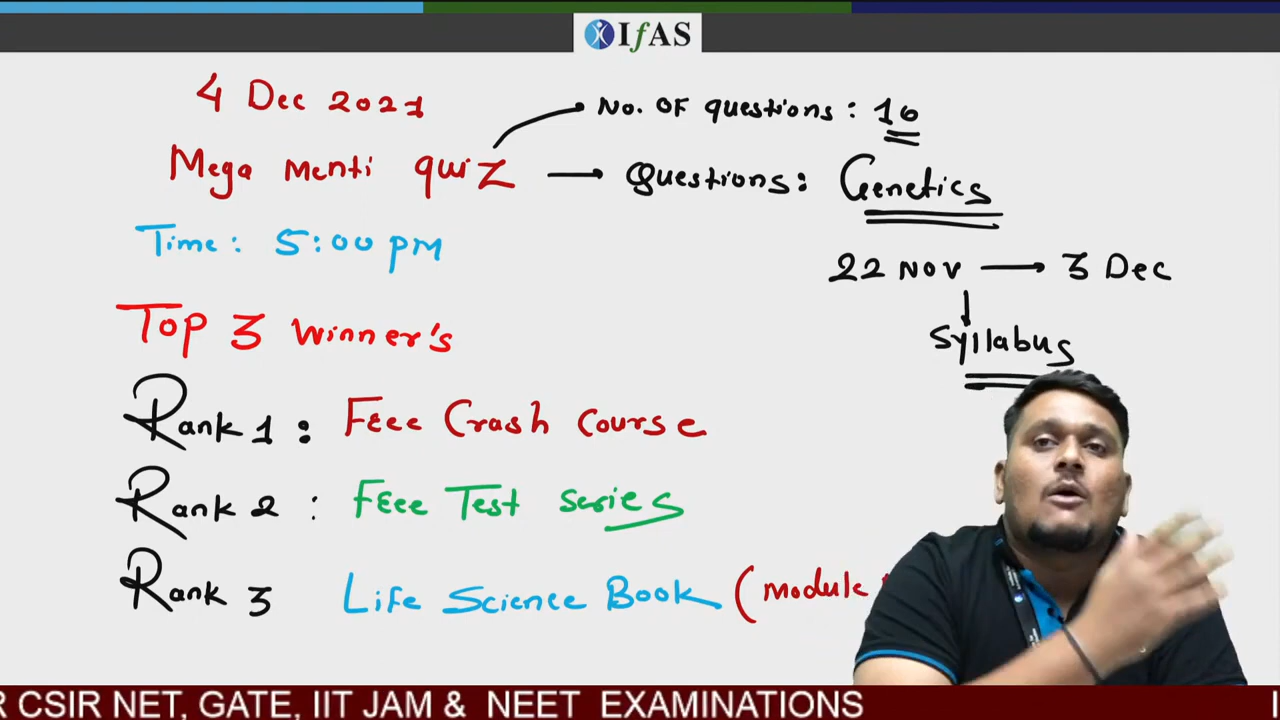 IfAS
4 Dec 2021
Mega Menti quiz
Time: 5:00 PM
No. OF questions: 10
Questions: Genetics
22 NOV → 3 Dec
Syllabus
TOP 3 Winner's
Rank 1: Free Crash Course
Rank 2: Free Test series
Rank 3 Life Science Book (module
R CSIR NET, GATE, IIT JAM & NEET EXAMINATIONS